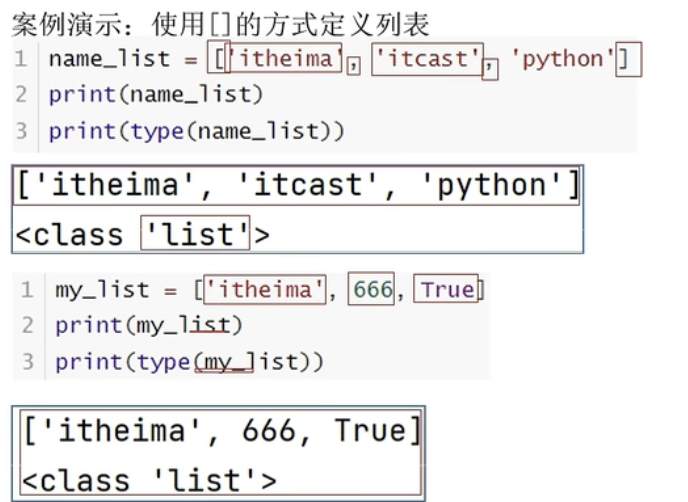 案例演示：使用[]的方式定义列表
1 name_list = ['itheima', 'itcast', 'python']
2 print(name_list)
3 print(type(name_list))
['itheima', 'itcast', 'python']
<class 'list'>
1 my_list = ['itheima', 666, True]
2 print(my_list)
3 print(type(my_list))
['itheima', 666, True]
<class 'list'>